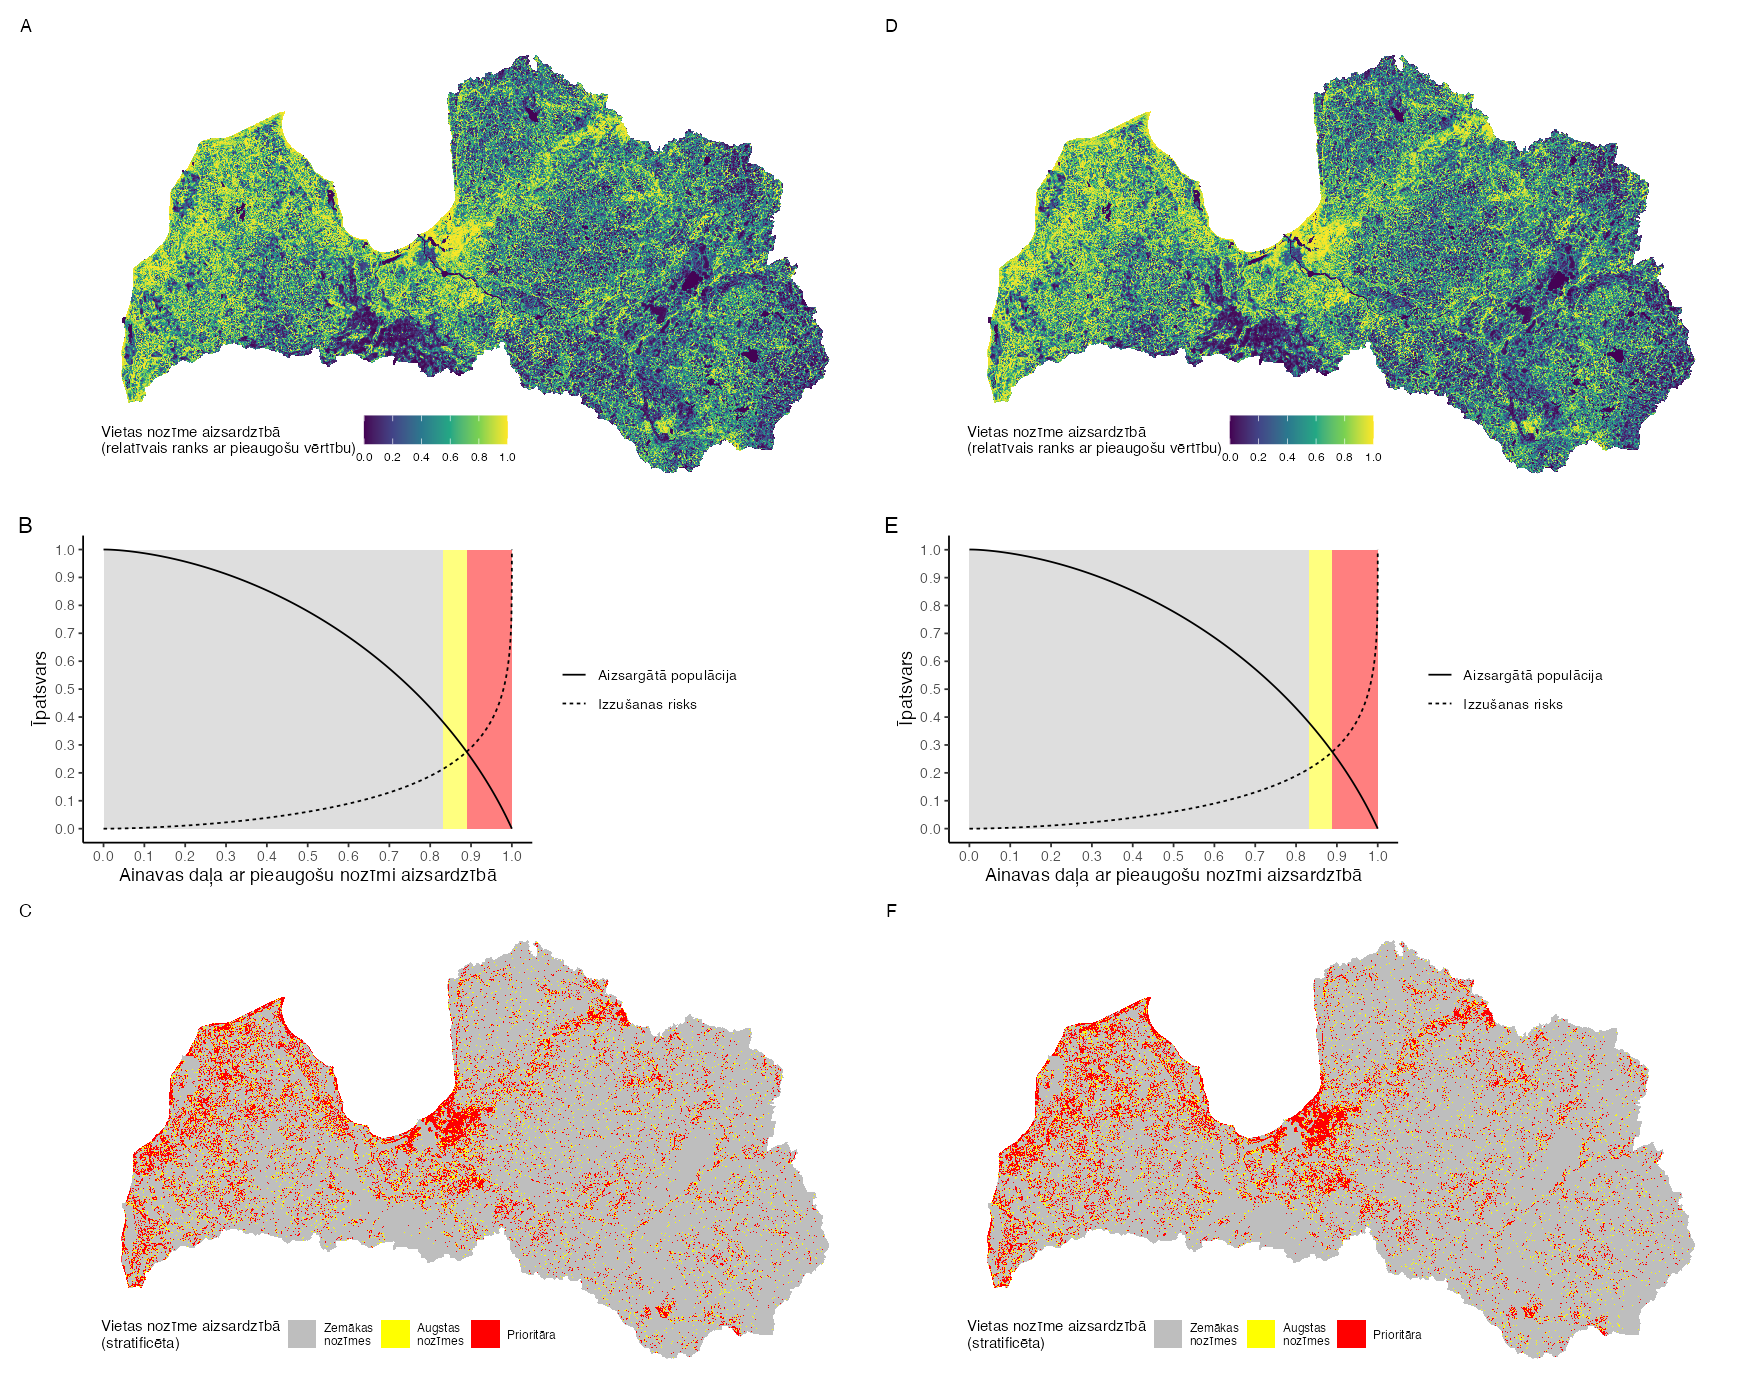 A
Vietas nozīme aizsardzībā
(relatīvais ranks ar pieaugošu vērtību)
0.0 0.2 0.4 0.6 0.8 1.0
D
Vietas nozīme aizsardzībā
(relatīvais ranks ar pieaugošu vērtību)
0.0 0.2 0.4 0.6 0.8 1.0
B
Īpatsvars
1.0
0.9
0.8
0.7
0.6
0.5
0.4
0.3
0.2
0.1
0.0
0.0 0.1 0.2 0.3 0.4 0.5 0.6 0.7 0.8 0.9 1.0
Ainavas daļa ar pieaugošu nozīmi aizsardzībā
Aizsargātā populācija
Izzušanas risks
E
Īpatsvars
1.0
0.9
0.8
0.7
0.6
0.5
0.4
0.3
0.2
0.1
0.0
0.0 0.1 0.2 0.3 0.4 0.5 0.6 0.7 0.8 0.9 1.0
Ainavas daļa ar pieaugošu nozīmi aizsardzībā
Aizsargātā populācija
Izzušanas risks
C
Vietas nozīme aizsardzībā
(stratificēta)
Zemākas
nozīmes
Augstas
nozīmes
Prioritāra
F
Vietas nozīme aizsardzībā
(stratificēta)
Zemākas
nozīmes
Augstas
nozīmes
Prioritāra